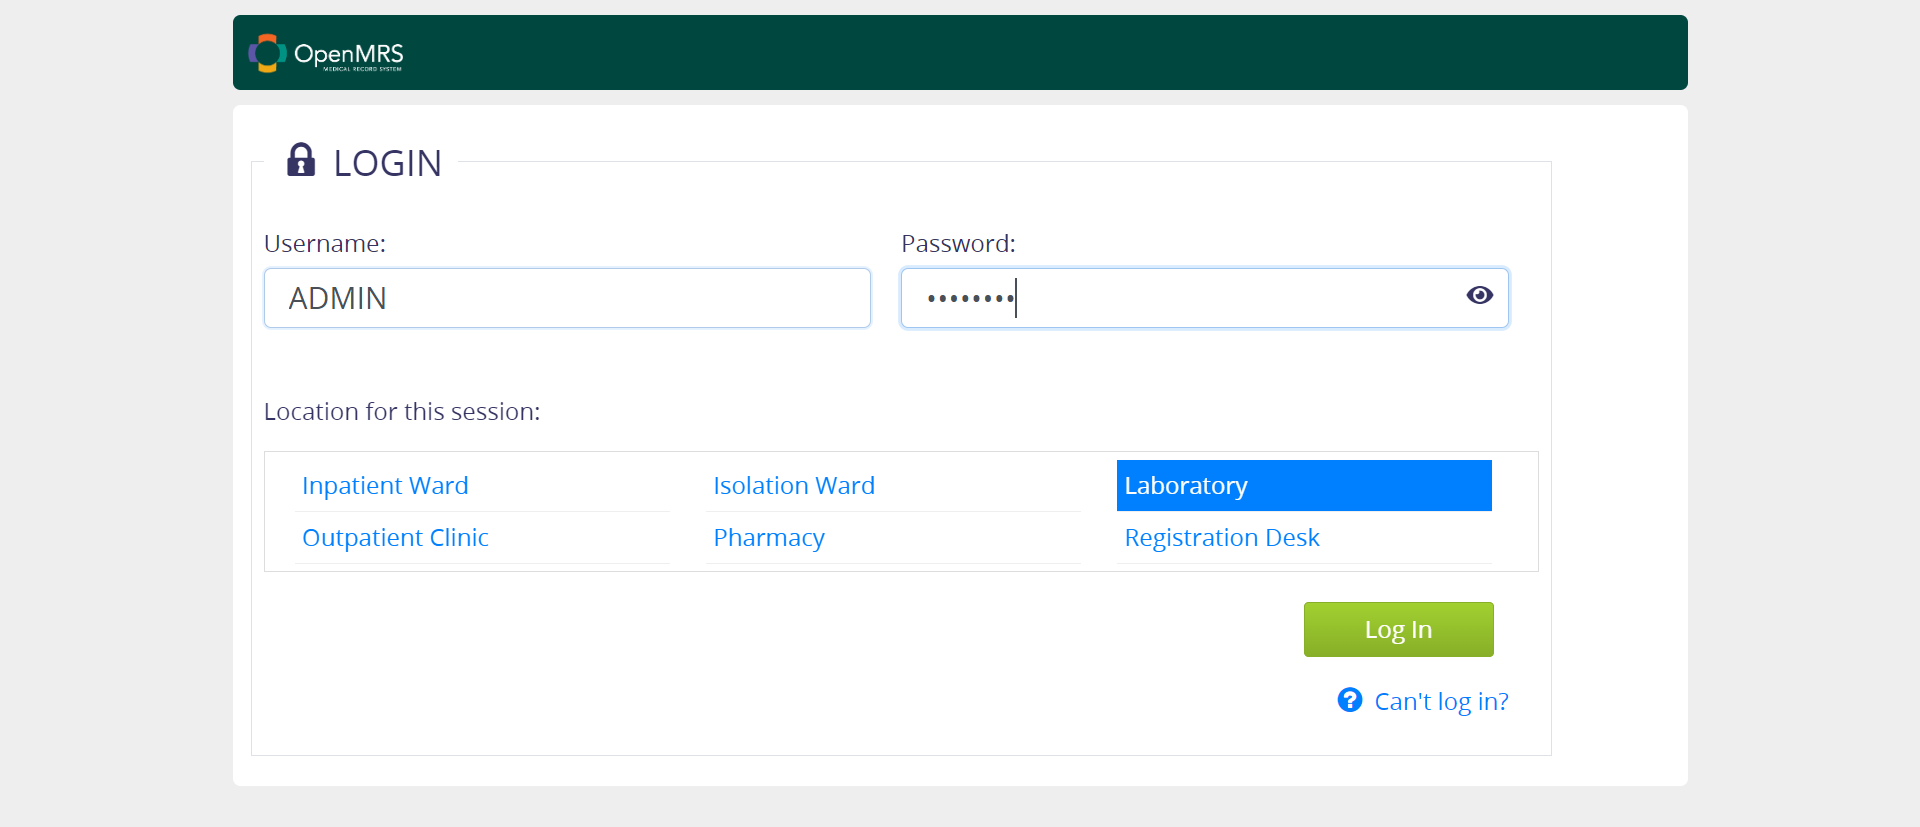 OpenMRS
MEDICAL RECORD SYSTEM
LOGIN
Username: Password:
ADMIN ••••••••
Location for this session:
Inpatient Ward Isolation Ward Laboratory
Outpatient Clinic Pharmacy Registration Desk
Log In
Can't log in?